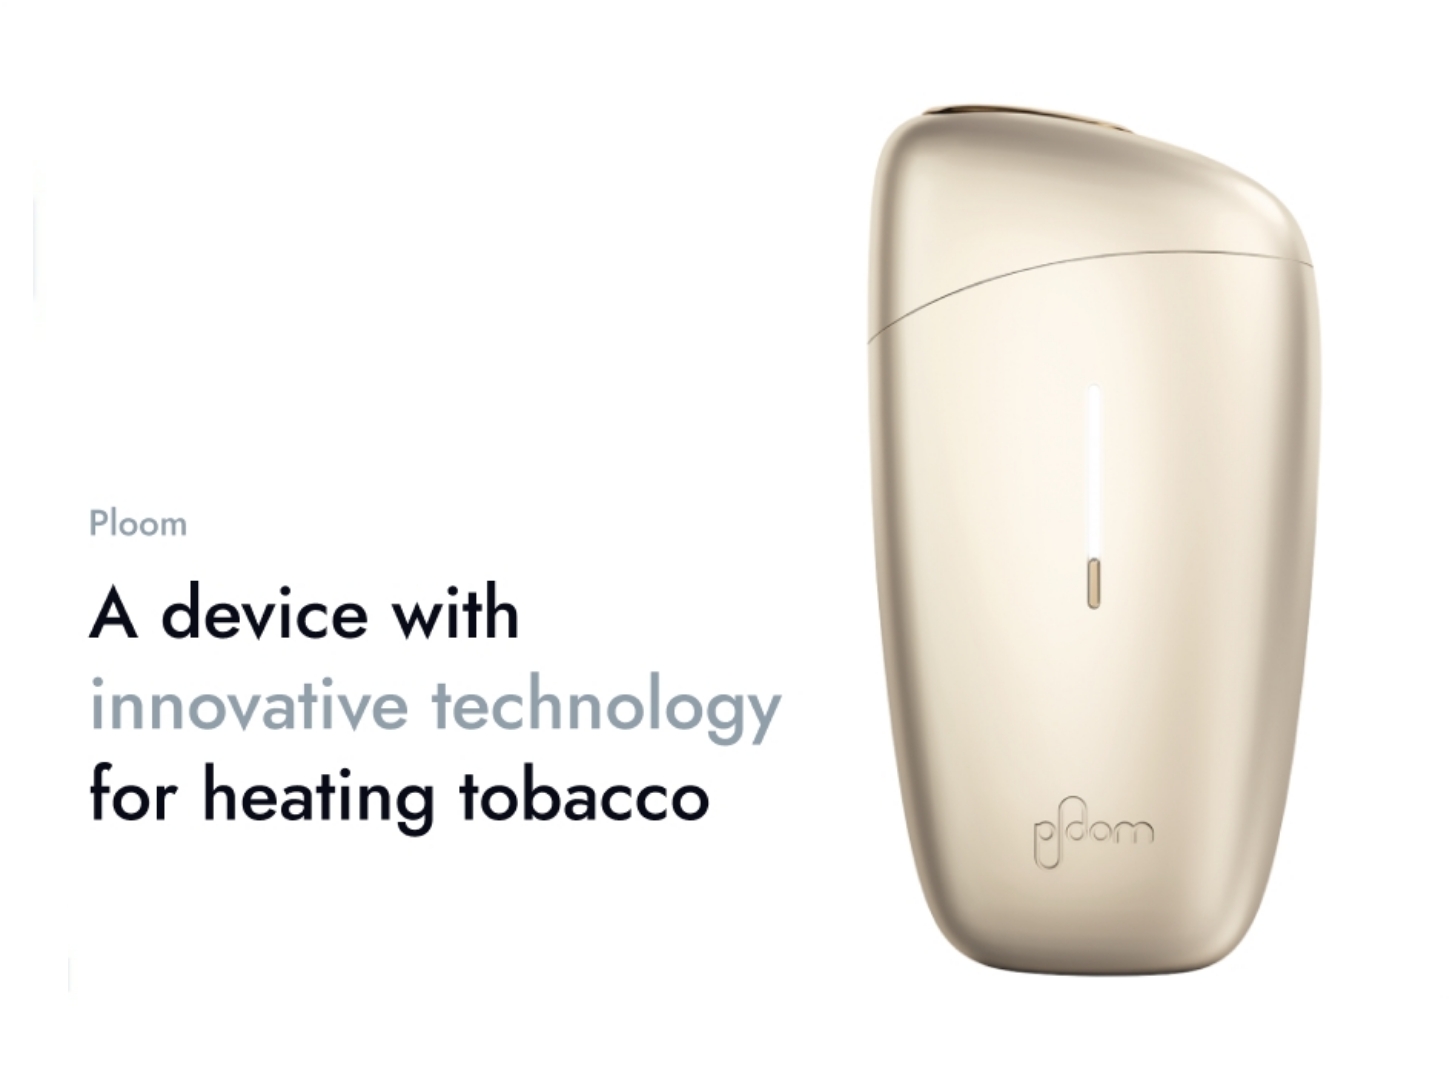 Ploom
A device with
innovative technology
for heating tobacco
ploom